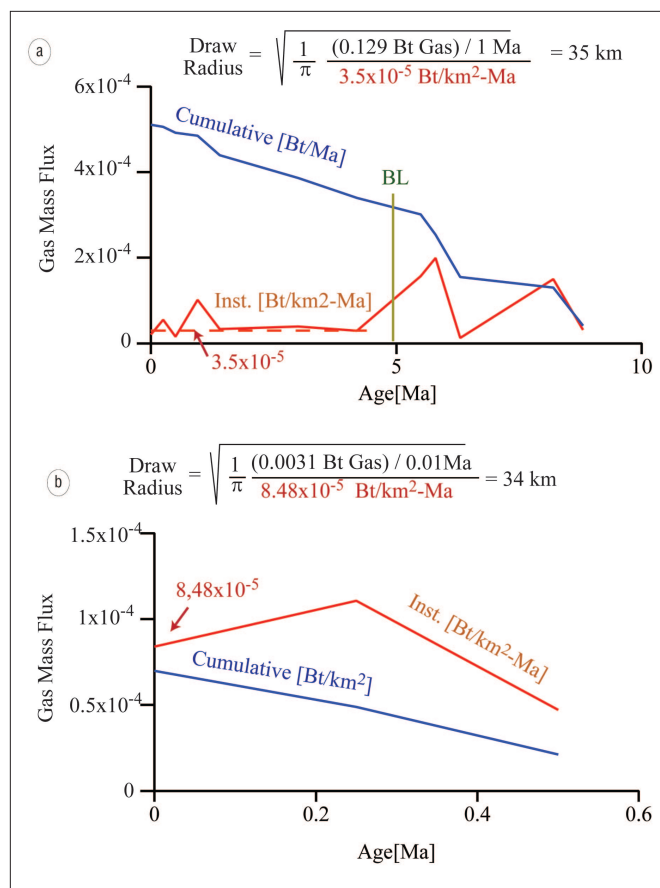 a
Draw Radius = √ 1/π (0.129 Bt Gas) / 1 Ma / 3.5x10⁻⁵ Bt/km²-Ma = 35 km
6x10⁻⁴
4x10⁻⁴
2x10⁻⁴
0
Gas Mass Flux
Cumulative [Bt/Ma]
BL
Inst. [Bt/km2-Ma]
3.5x10⁻⁵
0
5
10
Age[Ma]
b
Draw Radius = √ 1/π (0.0031 Bt Gas) / 0.01Ma / 8.48x10⁻⁵ Bt/km²-Ma = 34 km
1.5x10⁻⁴
1x10⁻⁴
0.5x10⁻⁴
0
Gas Mass Flux
8,48x10⁻⁵
Inst. [Bt/km²-Ma]
Cumulative [Bt/km²]
0
0.2
0.4
0.6
Age[Ma]